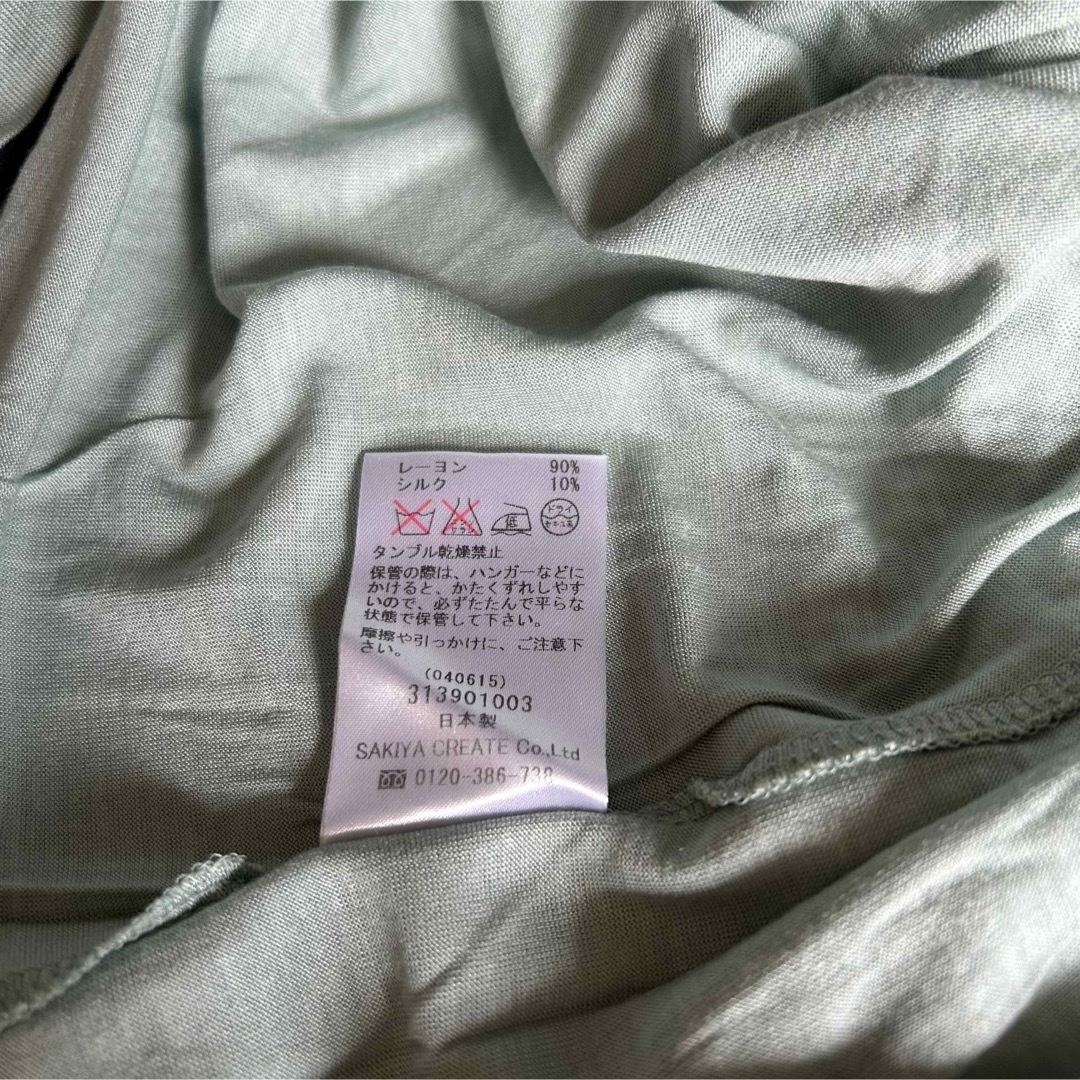 レーヨン 90%
シルク 10%
低
ドライ
タンブル乾燥禁止
保管の際は、ハンガーなどに
かけると、かたくずれしやす
いので、必ずたたんで平らな
状態で保管して下さい。
摩擦や引っかけに、ご注意下
さい。
(040615)
313901003
日本製
SAKIYA CREATE Co.,Ltd
0120-386-738